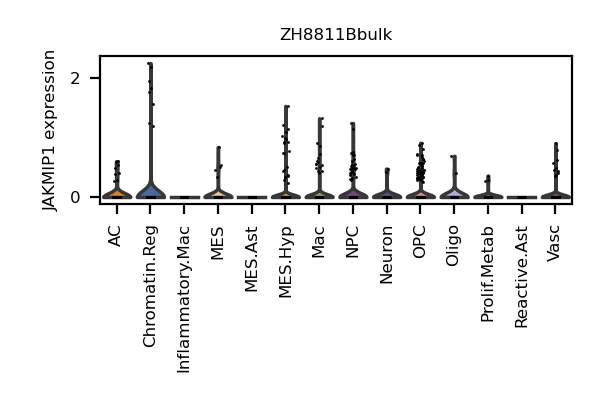 ZH8811Bbulk
JAKMIP1 expression
2
0
AC
Chromatin.Reg
Inflammatory.Mac
MES
MES.Ast
MES.Hyp
Mac
NPC
Neuron
OPC
Oligo
Prolif.Metab
Reactive.Ast
Vasc